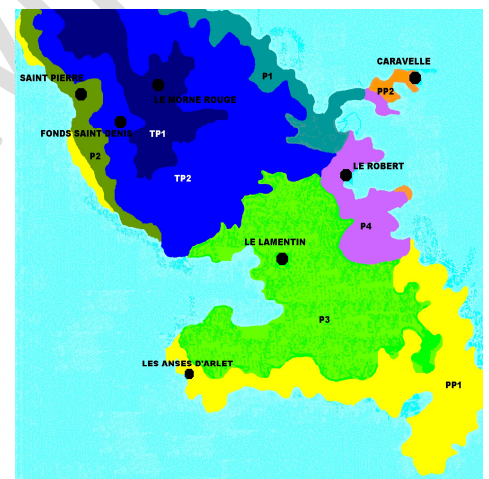 CARAVELLE
P1
SAINT PIERRE
PP2
LE MORNE ROUGE
FONDS SAINT DENIS
TP1
P2
LE ROBERT
TP2
P4
LE LAMENTIN
P3
LES ANSES D'ARLET
PP1